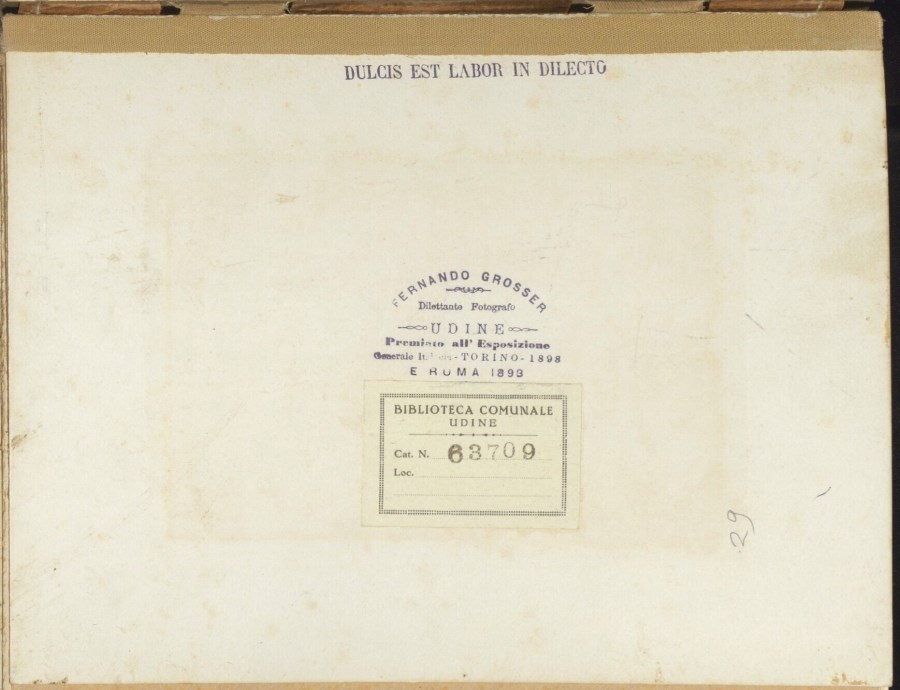 DULCIS EST LABOR IN DILECTO
FERNANDO GROSSER
Dilettante Fotografo
UDINE
Premiato all' Esposizione
Generale - TORINO - 1898
E ROMA 1893
BIBLIOTECA COMUNALE
UDINE
Cat. N. 63709
Loc.
29